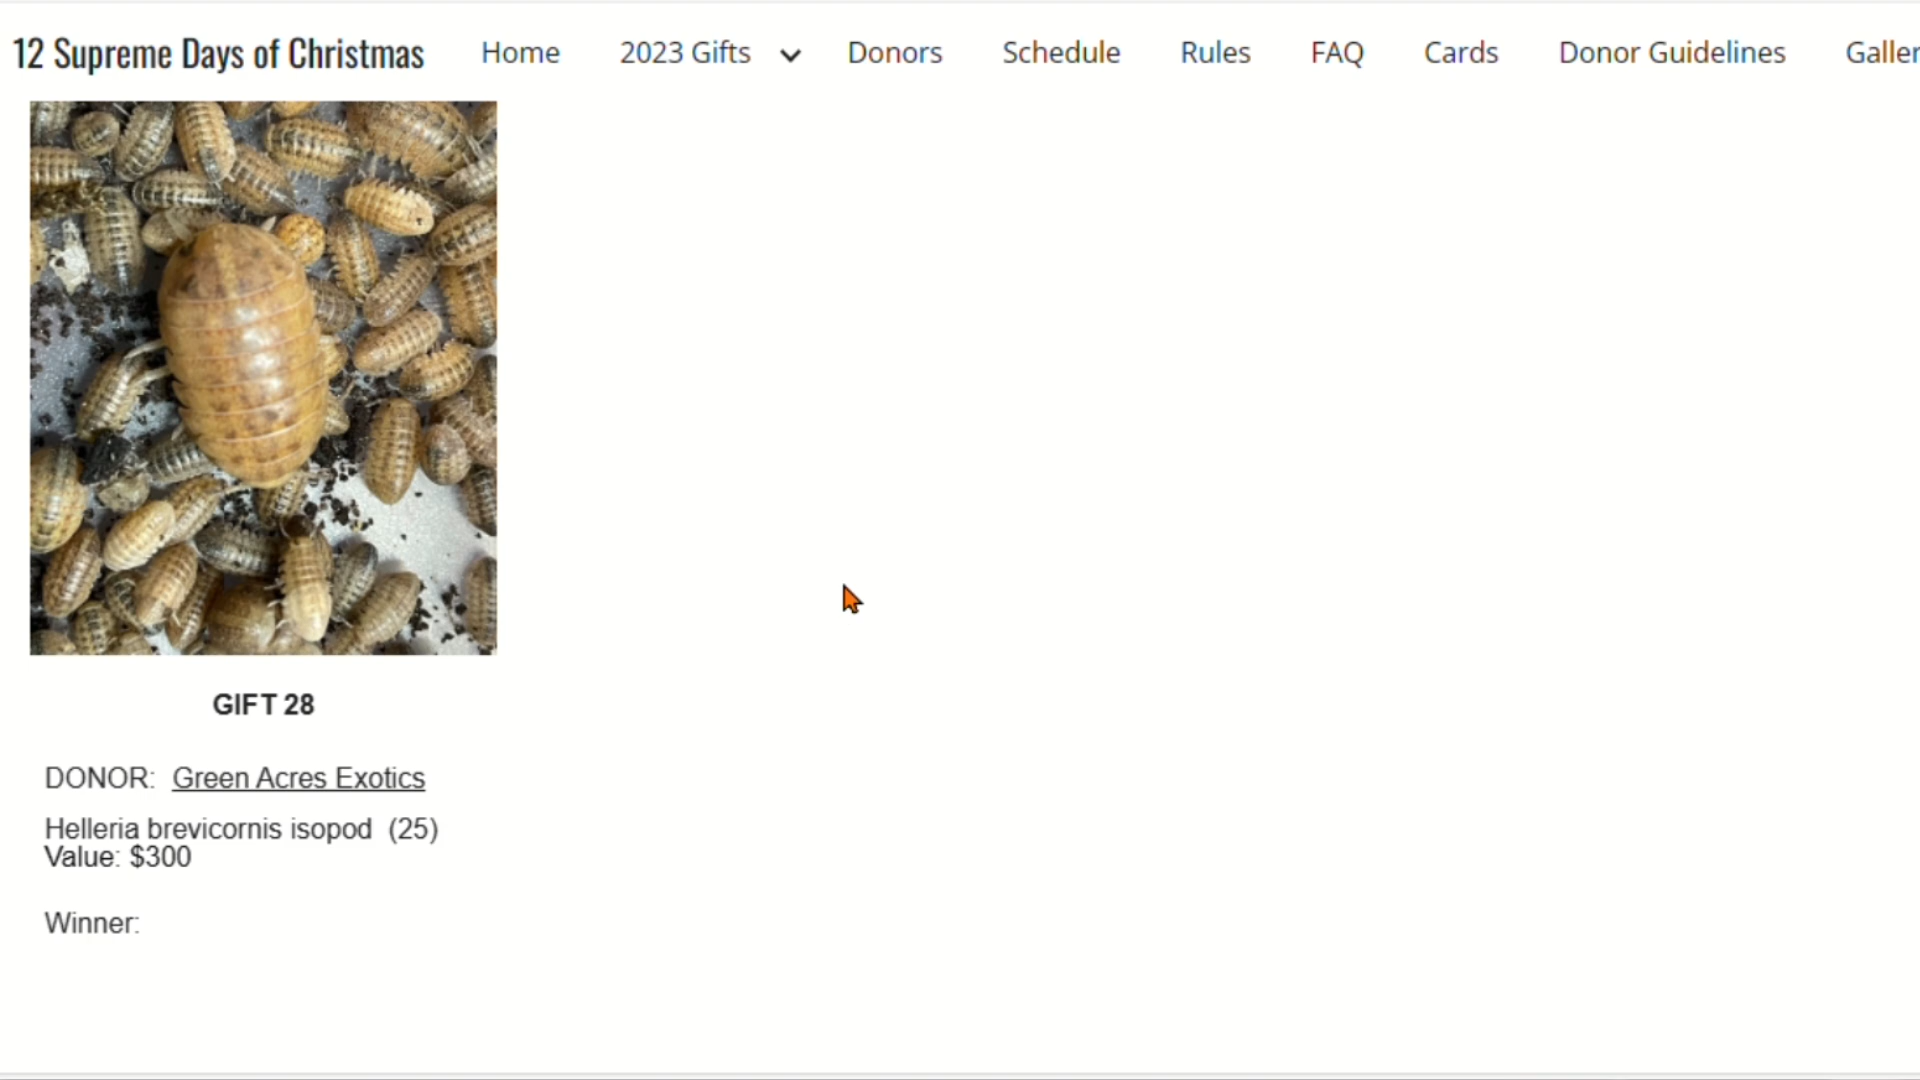 12 Supreme Days of Christmas Home 2023 Gifts Donors Schedule Rules FAQ Cards Donor Guidelines Galler
GIFT 28
DONOR: Green Acres Exotics
Helleria brevicornis isopod (25)
Value: $300
Winner: